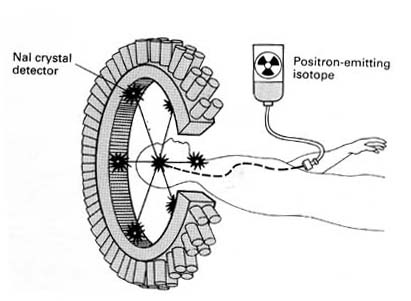 NaI crystal
detector
Positron-emitting
isotope